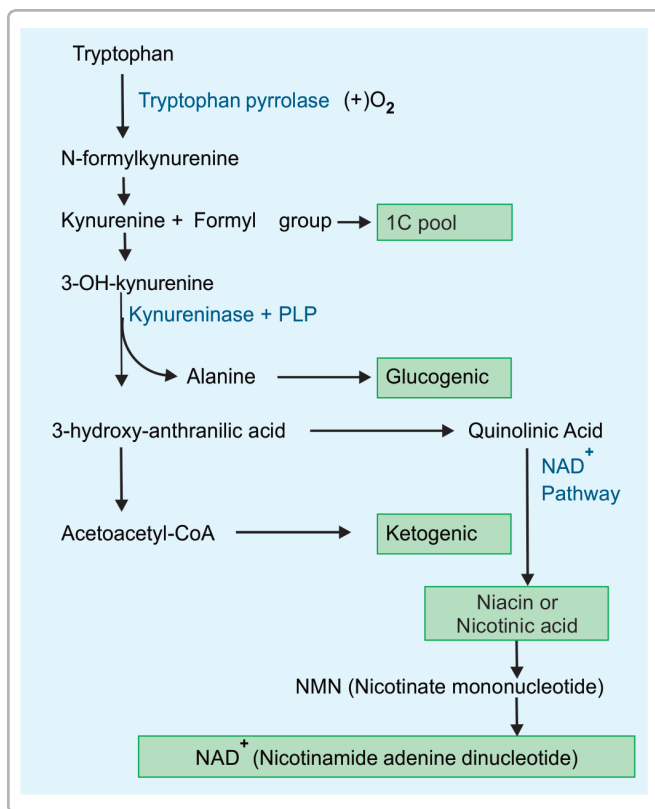 Tryptophan
Tryptophan pyrrolase (+)O₂
N-formylkynurenine
Kynurenine + Formyl group
1C pool
3-OH-kynurenine
Kynureninase + PLP
Alanine
Glucogenic
3-hydroxy-anthranilic acid
Quinolinic Acid
NAD⁺
Pathway
Acetoacetyl-CoA
Ketogenic
Niacin or
Nicotinic acid
NMN (Nicotinate mononucleotide)
NAD⁺ (Nicotinamide adenine dinucleotide)